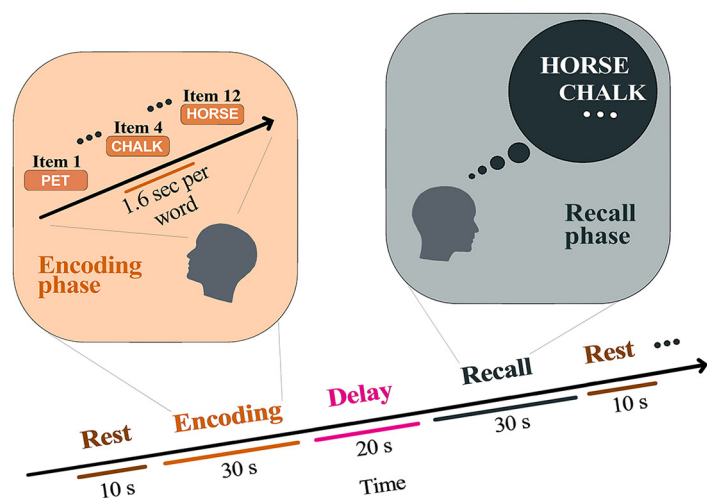 Item 1
PET
Item 4
CHALK
Item 12
HORSE
1.6 sec per
word
Encoding
phase
HORSE
CHALK
Recall
phase
Rest
Encoding
Delay
Recall
Rest
10 s
30 s
20 s
30 s
10 s
Time